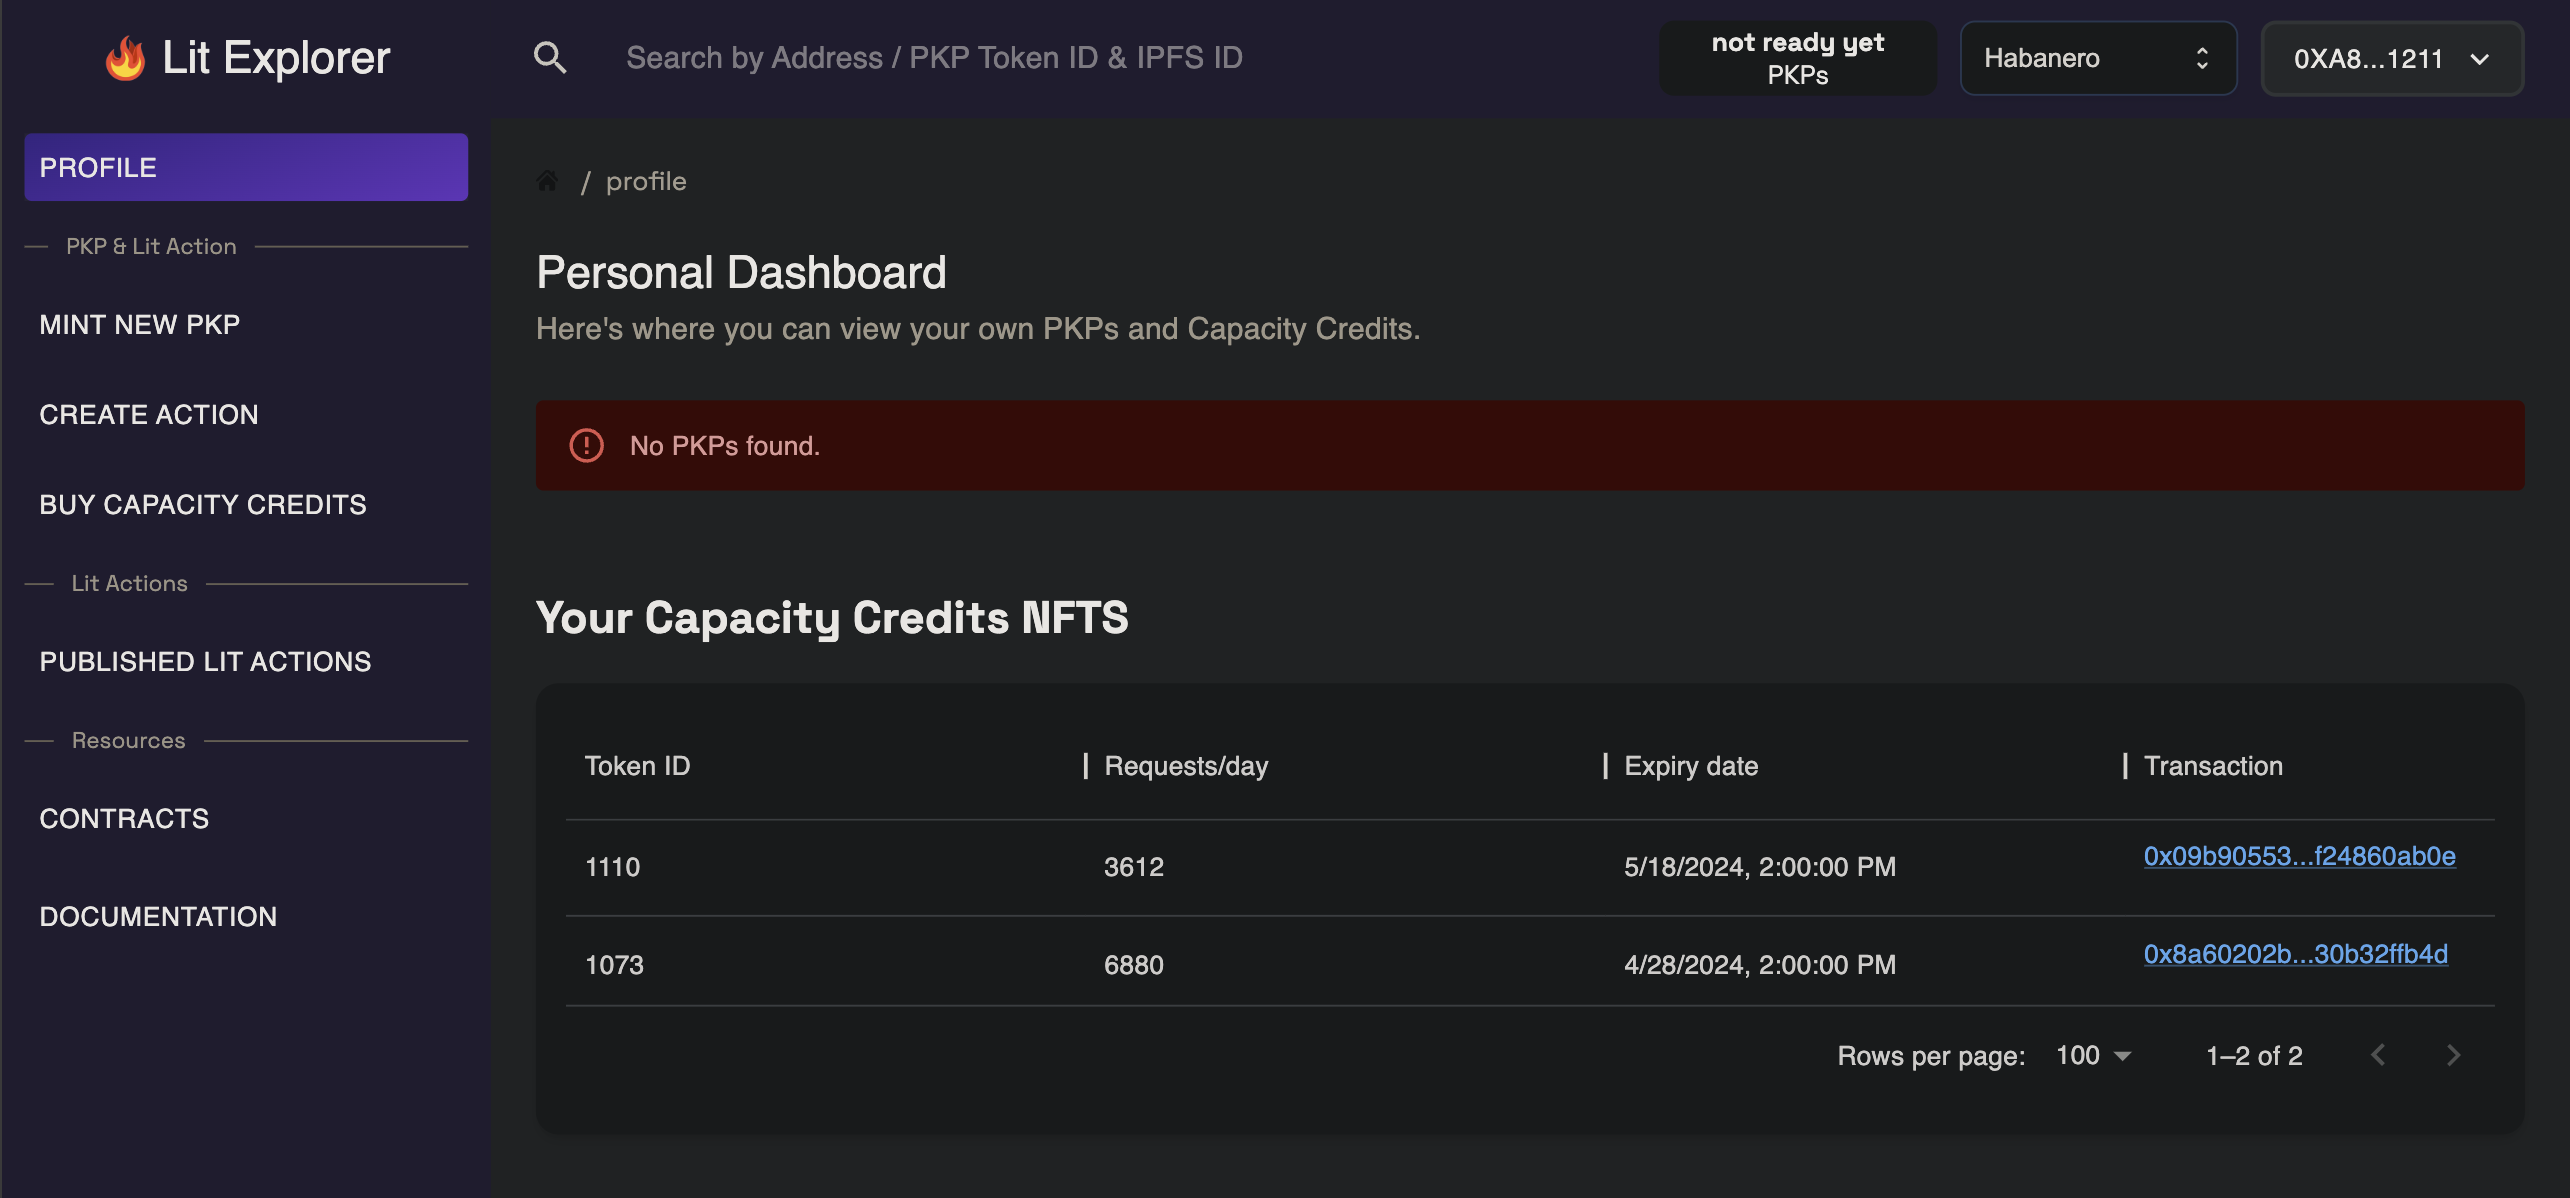 Lit Explorer
Search by Address / PKP Token ID & IPFS ID
not ready yet
PKPs
Habanero
0XA8...1211
PROFILE
PKP & Lit Action
MINT NEW PKP
CREATE ACTION
BUY CAPACITY CREDITS
Lit Actions
PUBLISHED LIT ACTIONS
Resources
CONTRACTS
DOCUMENTATION
/ profile
Personal Dashboard
Here's where you can view your own PKPs and Capacity Credits.
No PKPs found.
Your Capacity Credits NFTS
Token ID | Requests/day | Expiry date | Transaction
1110 3612 5/18/2024, 2:00:00 PM 0x09b90553...f24860ab0e
1073 6880 4/28/2024, 2:00:00 PM 0x8a60202b...30b32ffb4d
Rows per page: 100 1–2 of 2